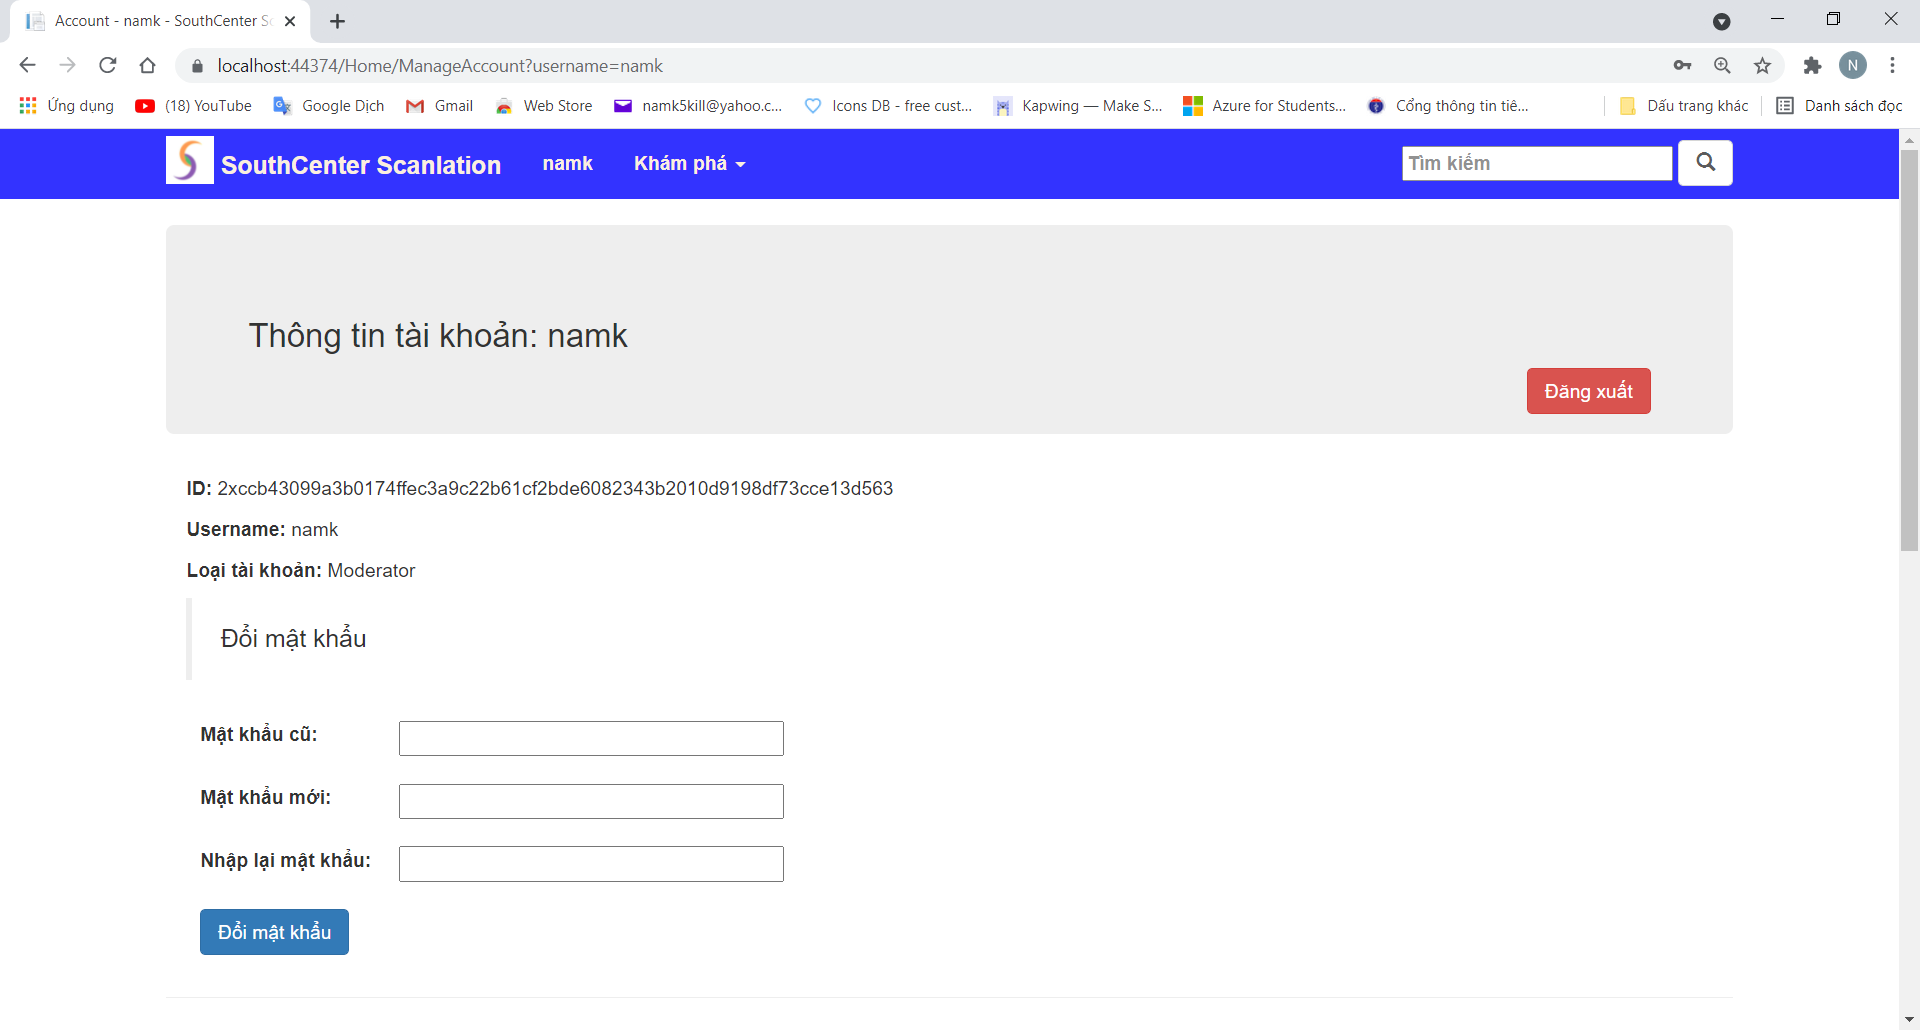 Account - namk - SouthCenter Sc
localhost:44374/Home/ManageAccount?username=namk
N
Ứng dụng (18) YouTube Google Dịch Gmail Web Store namk5kill@yahoo.c... Icons DB - free cust... Kapwing — Make S... Azure for Students... Cổng thông tin tiê... Dấu trang khác Danh sách đọc
SouthCenter Scanlation namk Khám phá Tìm kiếm
Thông tin tài khoản: namk
Đăng xuất
ID: 2xccb43099a3b0174ffec3a9c22b61cf2bde6082343b2010d9198df73cce13d563
Username: namk
Loại tài khoản: Moderator
Đổi mật khẩu
Mật khẩu cũ:
Mật khẩu mới:
Nhập lại mật khẩu:
Đổi mật khẩu